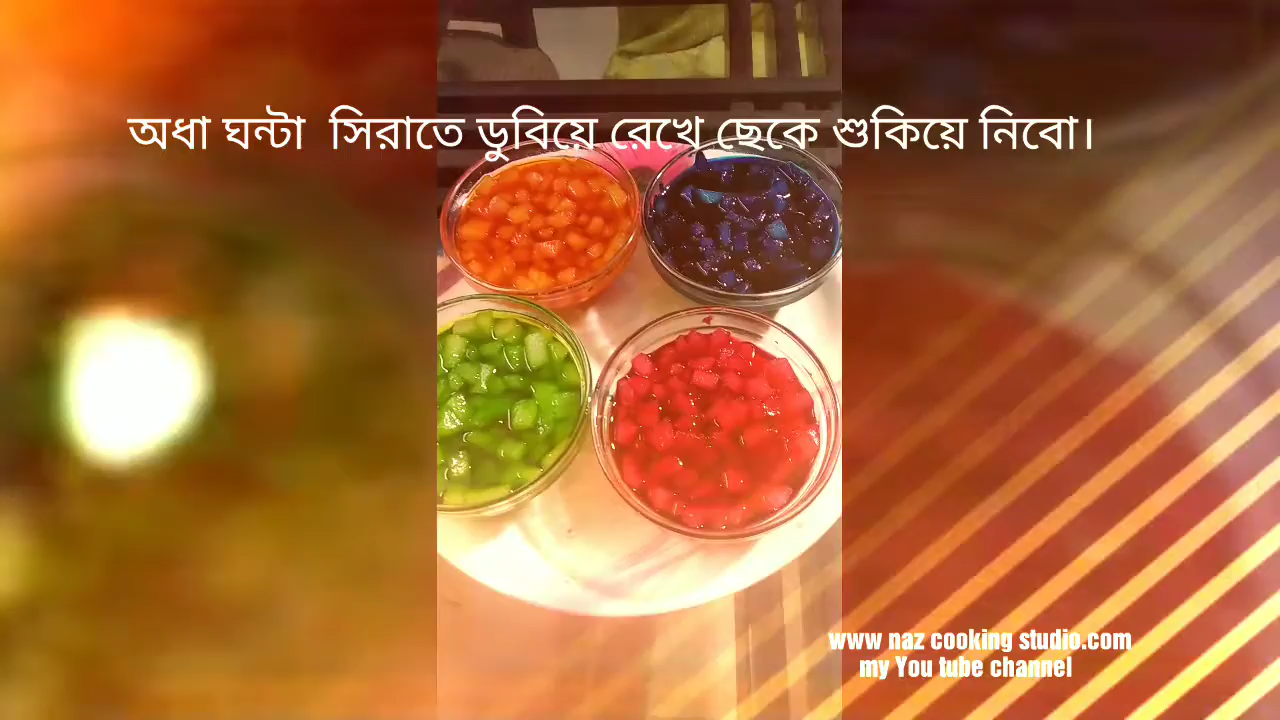 অধা ঘন্টা  সিরাতে ডুবিয়ে রেখে ছেকে শুকিয়ে নিবো।
www naz cooking studio.com
my You tube channel